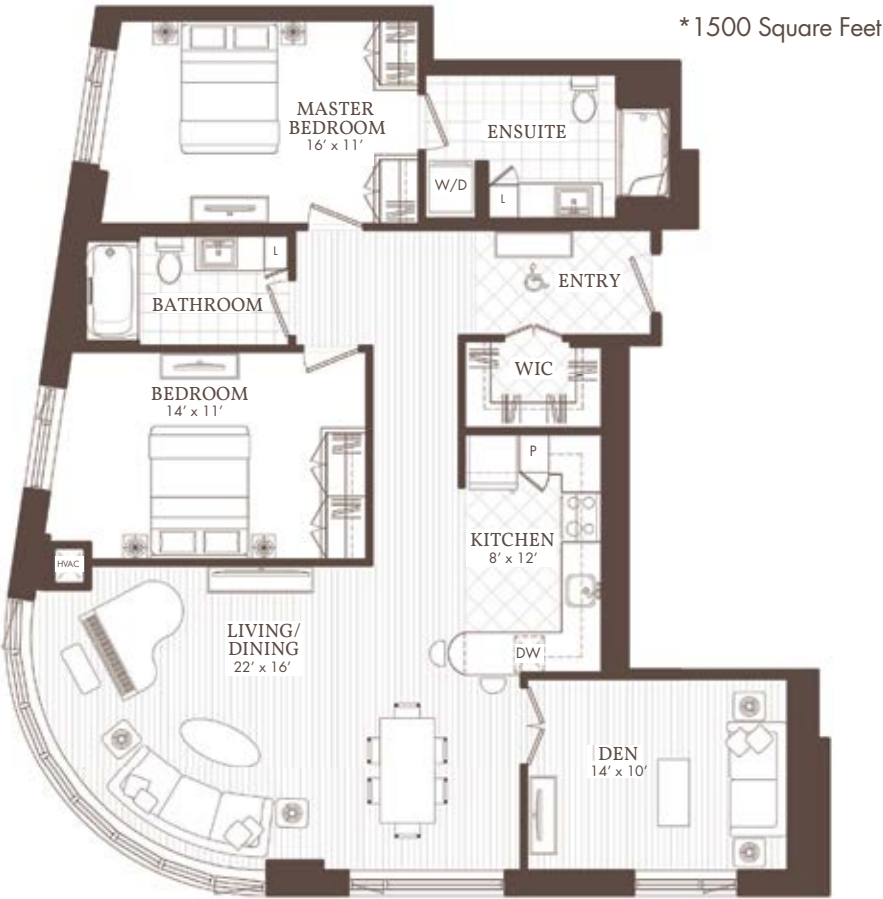 *1500 Square Feet
MASTER
BEDROOM
16’ x 11’
ENSUITE
W/D
L
L
BATHROOM
ENTRY
WIC
BEDROOM
14’ x 11’
P
KITCHEN
8’ x 12’
HVAC
LIVING/
DINING
22’ x 16’
DW
DEN
14’ x 10’